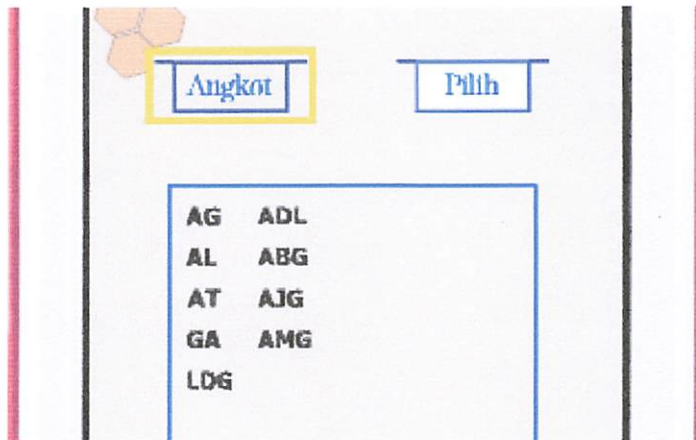 Angkot Pilih
AG ADL
AL ABG
AT AJG
GA AMG
LDG